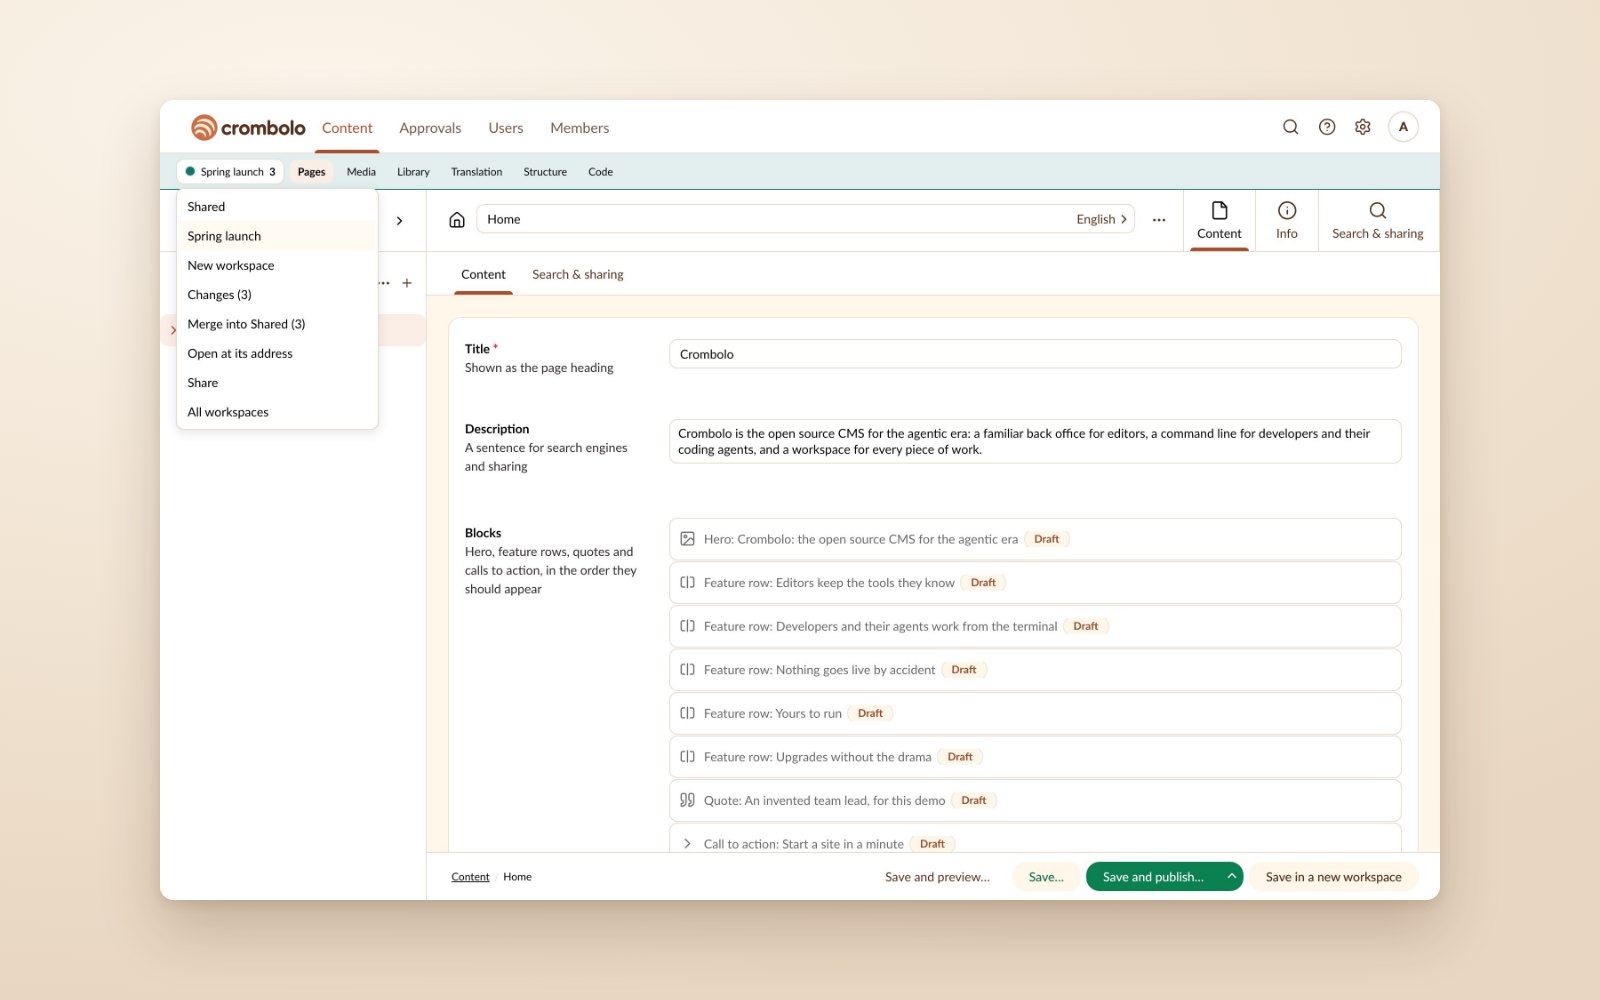 crombolo
Content
Approvals
Users
Members
A
Spring launch 3
Pages
Media
Library
Translation
Structure
Code
Shared
Spring launch
New workspace
Changes (3)
Merge into Shared (3)
Open at its address
Share
All workspaces
Home
English
Content
Info
Search & sharing
Content
Search & sharing
Title *
Shown as the page heading
Crombolo
Description
A sentence for search engines
and sharing
Crombolo is the open source CMS for the agentic era: a familiar back office for editors, a command line for developers and their
coding agents, and a workspace for every piece of work.
Blocks
Hero, feature rows, quotes and
calls to action, in the order they
should appear
Hero: Crombolo: the open source CMS for the agentic era Draft
Feature row: Editors keep the tools they know Draft
Feature row: Developers and their agents work from the terminal Draft
Feature row: Nothing goes live by accident Draft
Feature row: Yours to run Draft
Feature row: Upgrades without the drama Draft
Quote: An invented team lead, for this demo Draft
Call to action: Start a site in a minute Draft
Content / Home
Save and preview...
Save...
Save and publish...
Save in a new workspace